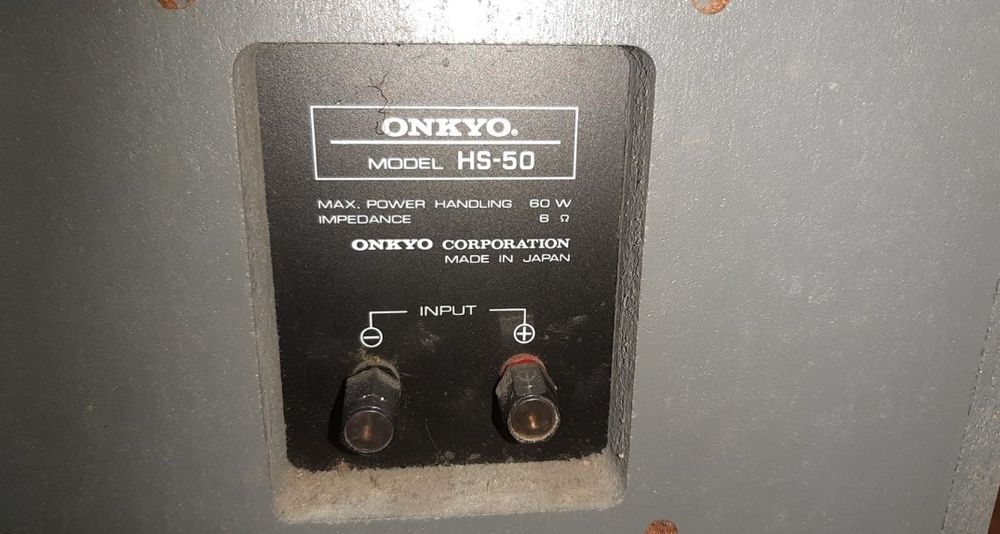 ONKYO.
MODEL HS-50
MAX. POWER HANDLING 60 W
IMPEDANCE 6 Ω
ONKYO CORPORATION
MADE IN JAPAN
INPUT
⊖ ⊕